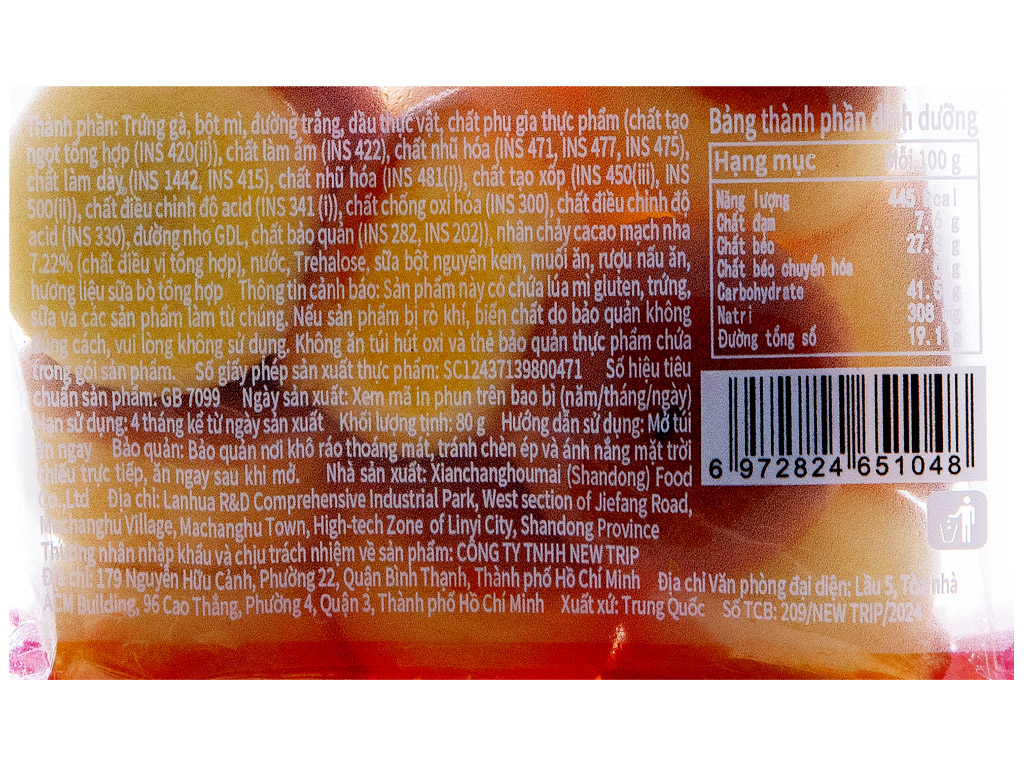 Thành phần: Trứng gà, bột mì, đường trắng, dầu thực vật, chất phụ gia thực phẩm (chất tạo
ngọt tổng hợp (INS 420(ii)), chất làm ẩm (INS 422), chất nhũ hóa (INS 471, INS 477, INS 475),
chất làm dày (INS 1442, INS 415), chất nhũ hóa (INS 481(i)), chất tạo xốp (INS 450(iii), INS
500(ii)), chất điều chỉnh độ acid (INS 341 (i)), chất chống oxi hóa (INS 300), chất điều chỉnh độ
acid (INS 330), đường nho GDL, chất bảo quản (INS 282, INS 202)), nhân chảy cacao mạch nha
7.22% (chất điều vị tổng hợp), nước, Trehalose, sữa bột nguyên kem, muối ăn, rượu nấu ăn,
hương liệu sữa bò tổng hợp Thông tin cảnh báo: Sản phẩm này có chứa lúa mì gluten, trứng,
sữa và các sản phẩm làm từ chúng. Nếu sản phẩm bị rò khí, biến chất do bảo quản không
cách, vui lòng không sử dụng. Không ăn túi hút oxi và thẻ bảo quản thực phẩm chứa
trong gói sản phẩm. Số giấy phép sản xuất thực phẩm: SC12437139800471 Số hiệu tiêu
chuẩn sản phẩm: GB 7099 Ngày sản xuất: Xem mã in phun trên bao bì (năm/tháng/ngày)
Hạn sử dụng: 4 tháng kể từ ngày sản xuất Khối lượng tịnh: 80 g Hướng dẫn sử dụng: Mở túi
ăn ngay Bảo quản: Bảo quản nơi khô ráo thoáng mát, tránh chèn ép và ánh nắng mặt trời
chiếu trực tiếp, ăn ngay sau khi mở. Nhà sản xuất: Xianchanghoumai (Shandong) Food
Co.,Ltd Địa chỉ: Lanhua R&D Comprehensive Industrial Park, West section of Jiefang Road,
Machanghu Village, Machanghu Town, High-tech Zone of Linyi City, Shandong Province
Thương nhân nhập khẩu và chịu trách nhiệm về sản phẩm: CÔNG TY TNHH NEW TRIP
Địa chỉ: 179 Nguyễn Hữu Cảnh, Phường 22, Quận Bình Thạnh, Thành phố Hồ Chí Minh Địa chỉ Văn phòng đại diện: Lầu 5, Tòa nhà
ACM Building, 96 Cao Thắng, Phường 4, Quận 3, Thành phố Hồ Chí Minh Xuất xứ: Trung Quốc Số TCB: 209/NEW TRIP/2024
Bảng thành phần dinh dưỡng
Hạng mục Mỗi 100 g
Năng lượng 445 kcal
Chất đạm 7.6 g
Chất béo g
Chất béo chuyển hóa g
Carbohydrate g
Natri 308
Đường tổng số 19.1 g
6 972824 651048